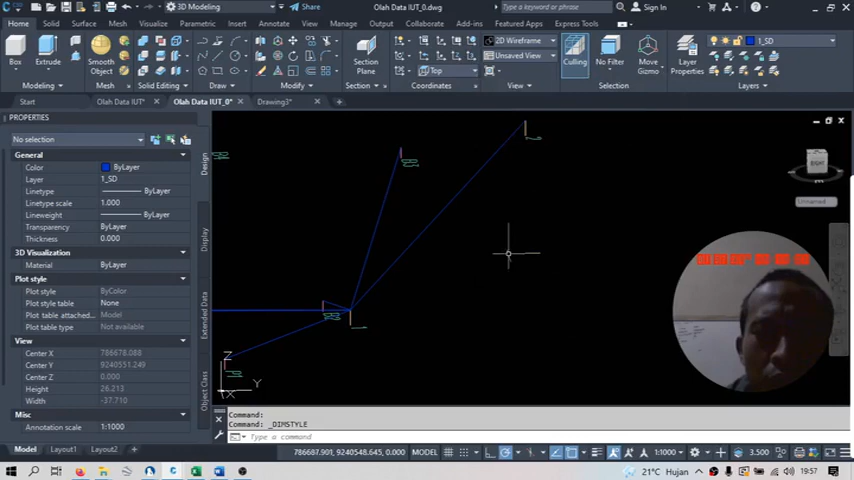 3D Modeling
Share
Olah Data IUT_0.dwg
Type a keyword or phrase
Sign In
Home
Solid
Surface
Mesh
Visualize
Parametric
Insert
Annotate
View
Manage
Output
Collaborate
Add-ins
Featured Apps
Express Tools
Box
Extrude
Smooth Object
Section Plane
Top
2D Wireframe
Unsaved View
Culling
No Filter
Move Gizmo
Layer Properties
1_SD
Modeling
Mesh
Solid Editing
Draw
Modify
Section
Coordinates
View
Selection
Layers
Start
Olah Data IUT*
Olah Data IUT_0*
Drawing3*
PROPERTIES
No selection
General
Color ByLayer
Layer 1_SD
Linetype ByLayer
Linetype scale 1.000
Lineweight ByLayer
Transparency ByLayer
Thickness 0.000
3D Visualization
Material ByLayer
Plot style
Plot style ByColor
Plot style table None
Plot table attached... Model
Plot table type Not available
View
Center X 786678.088
Center Y 9240551.249
Center Z 0.000
Height 26.213
Width -37.710
Misc
Annotation scale 1:1000
Design
Display
Extended Data
Object Class
2
1
Z
Y
X
RIGHT
Unnamed
Command:
Command: _DIMSTYLE
Type a command
Model
Layout1
Layout2
786687.901, 9240548.645, 0.000
MODEL
1:1000
3.500
21°C Hujan
19:57